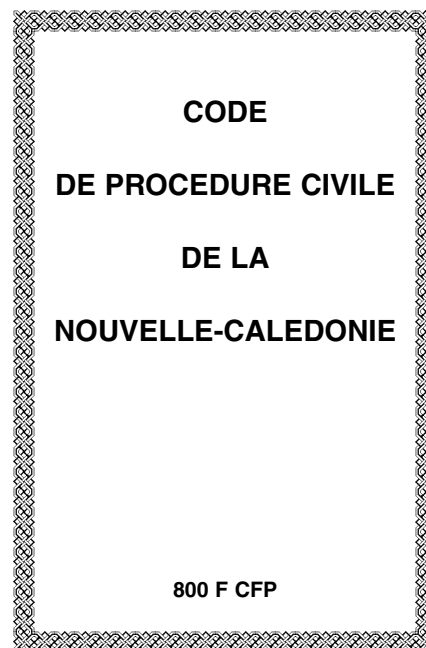 CODE
DE PROCEDURE CIVILE
DE LA
NOUVELLE-CALEDONIE
800 F CFP